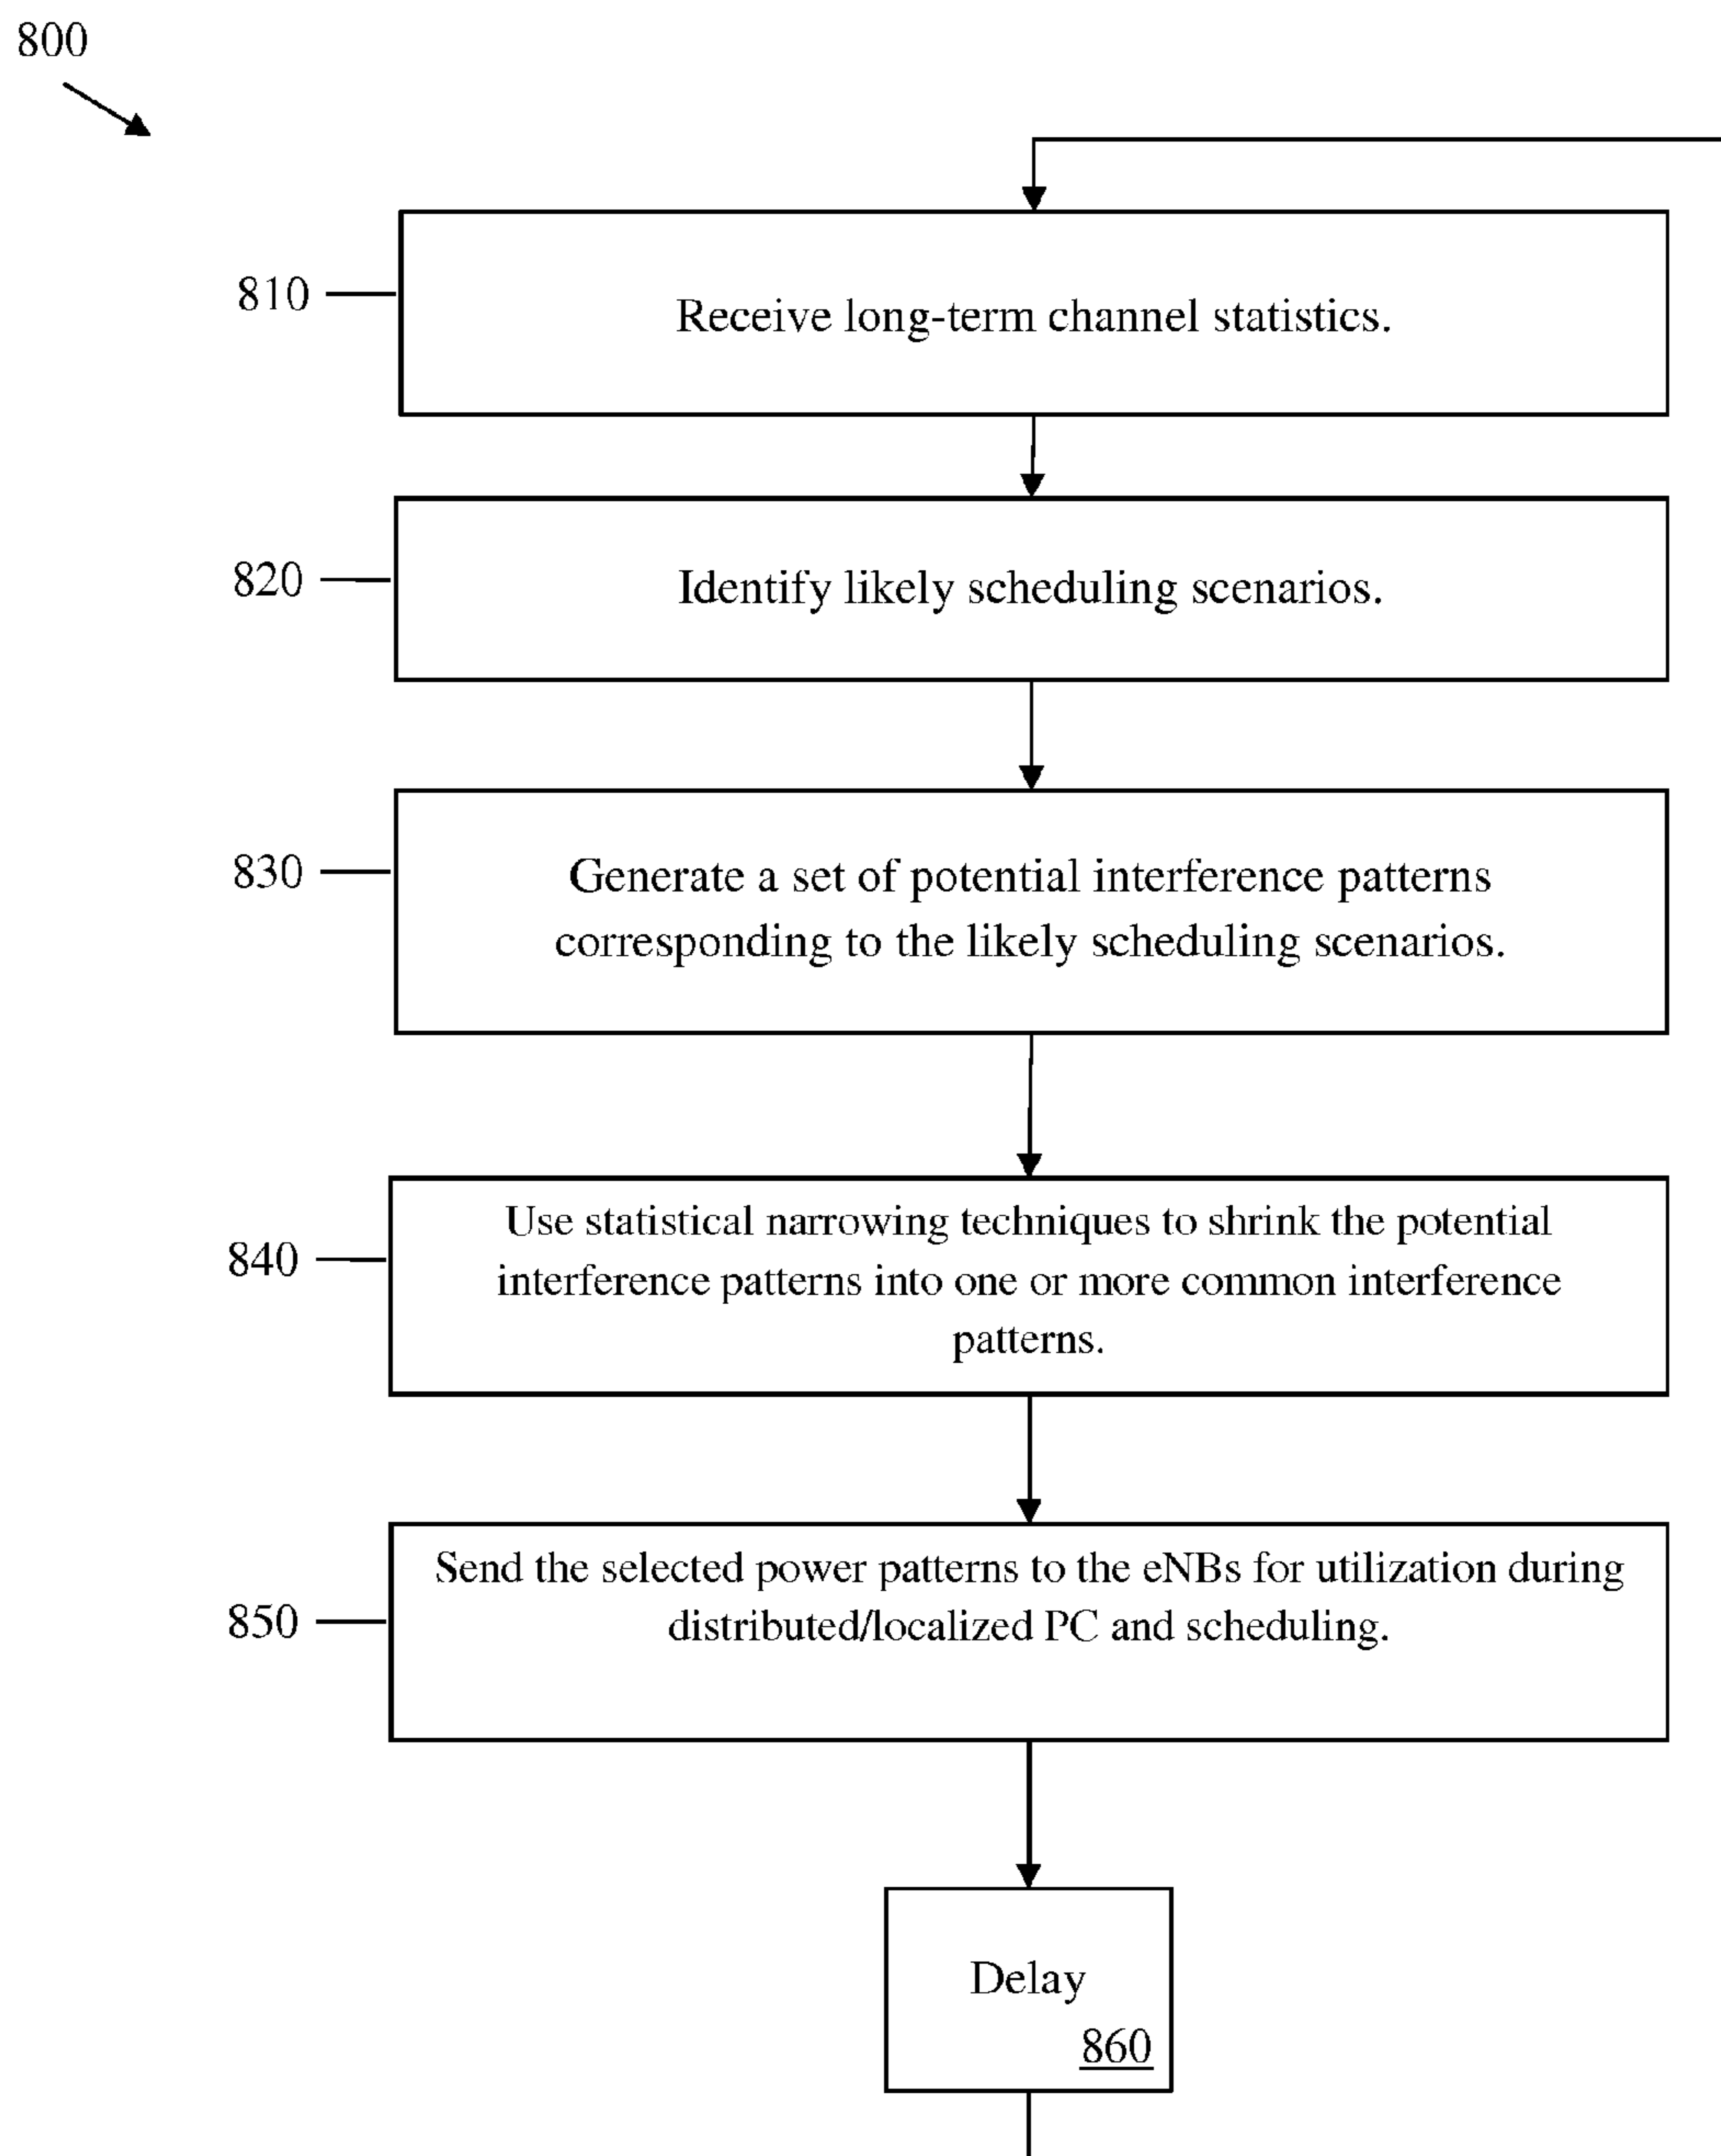 800
810
Receive long-term channel statistics.
820
Identify likely scheduling scenarios.
830
Generate a set of potential interference patterns
corresponding to the likely scheduling scenarios.
840
Use statistical narrowing techniques to shrink the potential
interference patterns into one or more common interference
patterns.
850
Send the selected power patterns to the eNBs for utilization during
distributed/localized PC and scheduling.
Delay
860